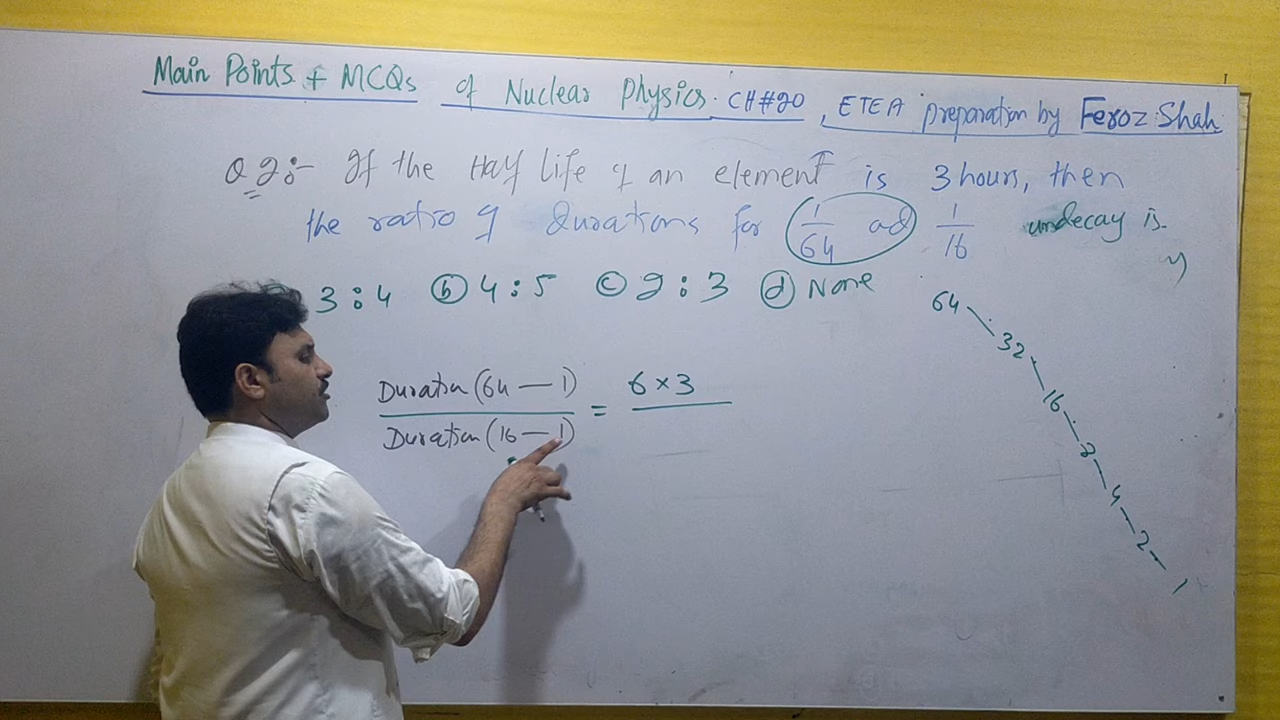 Main Points + MCQs of Nuclear Physics. CH#20, ETEA preparation by Feroz Shah
Q2:- If the Half Life of an element is 3 hours, then
the ratio of Durations for 1/64 ad 1/16 undecay is.
3:4 (b) 4:5 (c) 2:3 (d) None
Duration (64 — 1) / Duration (16 — 1) = 6 × 3
64
32
16
8
4
2
1